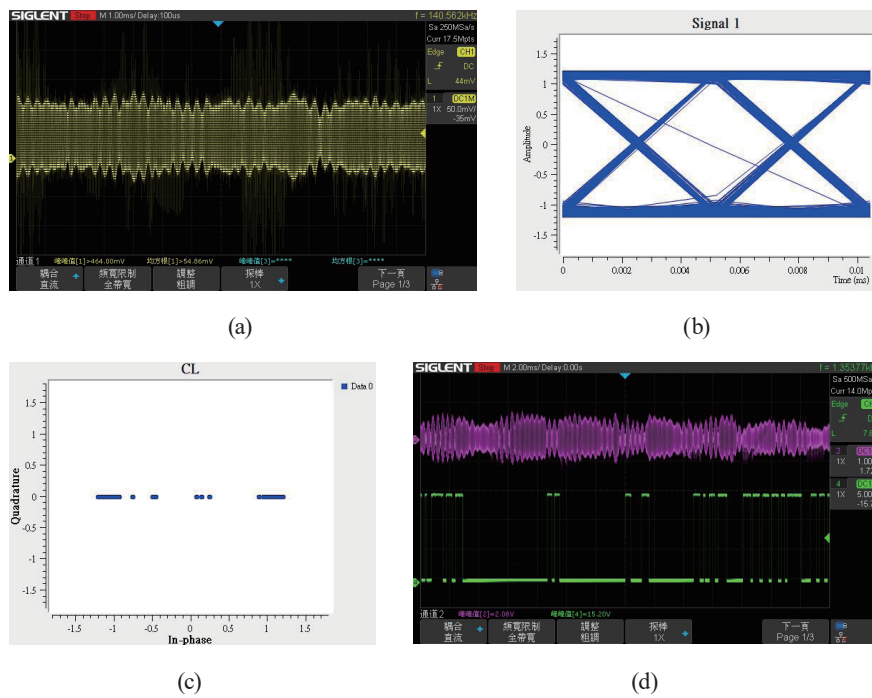 SIGLENT Stop M 1.00ms/ Delay:100us f = 140.562kHz
Sa 250MSa/s
Curr 17.5Mpts
Edge CH1
DC
L 44mV
1 DC1M
1X 50.0mV/
-35mV
1
通道1 峰峰值[1]>464.00mV 均方根[1]>54.86mV 峰峰值[3]=**** 均方根[3]=****
耦合 頻寬限制 調整 探棒 下一頁
直流 全帶寬 粗調 1X Page 1/3
(a)
Signal 1
1.5
1
0.5
0
-0.5
-1
-1.5
Amplitude
0 0.002 0.004 0.006 0.008 0.01
Time (ms)
(b)
CL
Data 0
1.5
1
0.5
0
-0.5
-1
-1.5
Quadrature
-1.5 -1 -0.5 0 0.5 1 1.5
In-phase
(c)
SIGLENT Stop M 2.00ms/ Delay:0.00s f = 1.35377k
Sa 500MSa
Curr 14.0Mp
Edge
L
2 DC1
1X 1.00
1.72
4 DC1
1X 5.00
-15.
通道2 峰峰值[2]=2.08V 峰峰值[4]=15.20V
耦合 頻寬限制 調整 探棒 下一頁
直流 全帶寬 粗調 1X Page 1/3
(d)